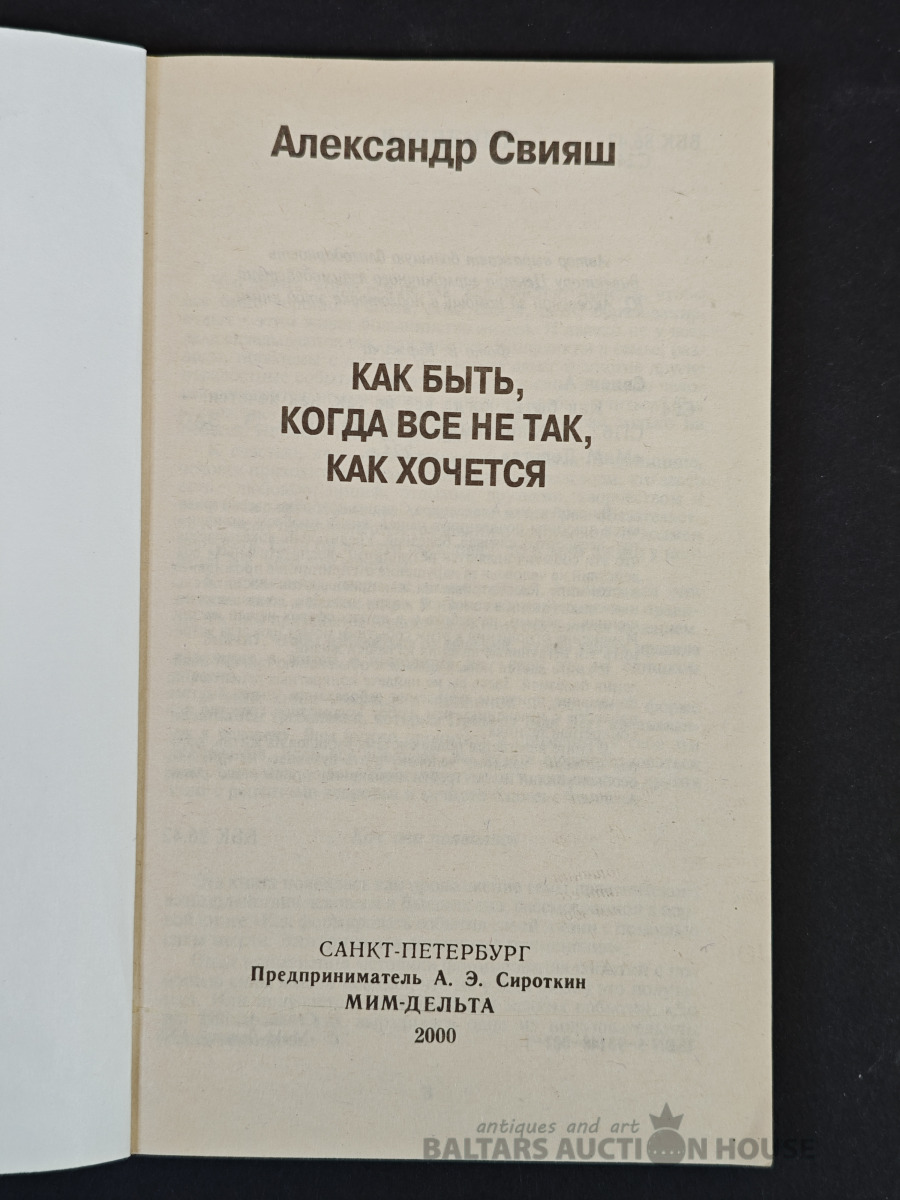 Александр Свияш
КАК БЫТЬ,
КОГДА ВСЕ НЕ ТАК,
КАК ХОЧЕТСЯ
САНКТ-ПЕТЕРБУРГ
Предприниматель А. Э. Сироткин
МИМ-ДЕЛЬТА
2000
antiques and art
BALTARS AUCTION HOUSE